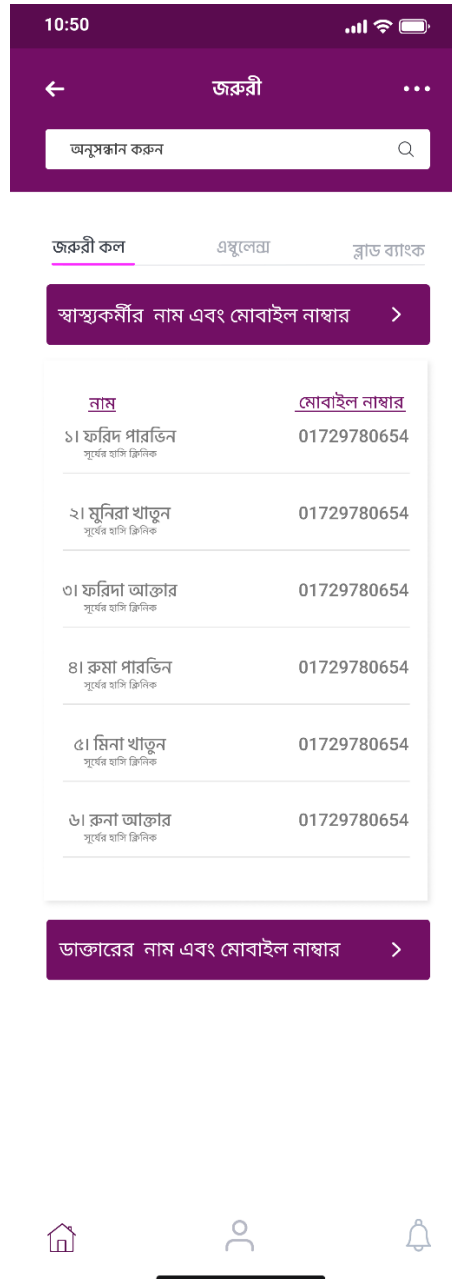 10:50
জরুরী
অনুসন্ধান করুন
জরুরী কল এম্বুলেন্স ব্লাড ব্যাংক
স্বাস্থ্যকর্মীর নাম এবং মোবাইল নাম্বার
নাম মোবাইল নাম্বার
১। ফরিদ পারভিন 01729780654
সূর্যের হাসি ক্লিনিক
২। মুনিরা খাতুন 01729780654
সূর্যের হাসি ক্লিনিক
৩। ফরিদা আক্তার 01729780654
সূর্যের হাসি ক্লিনিক
৪। রুমা পারভিন 01729780654
সূর্যের হাসি ক্লিনিক
৫। মিনা খাতুন 01729780654
সূর্যের হাসি ক্লিনিক
৬। রুনা আক্তার 01729780654
সূর্যের হাসি ক্লিনিক
ডাক্তারের নাম এবং মোবাইল নাম্বার